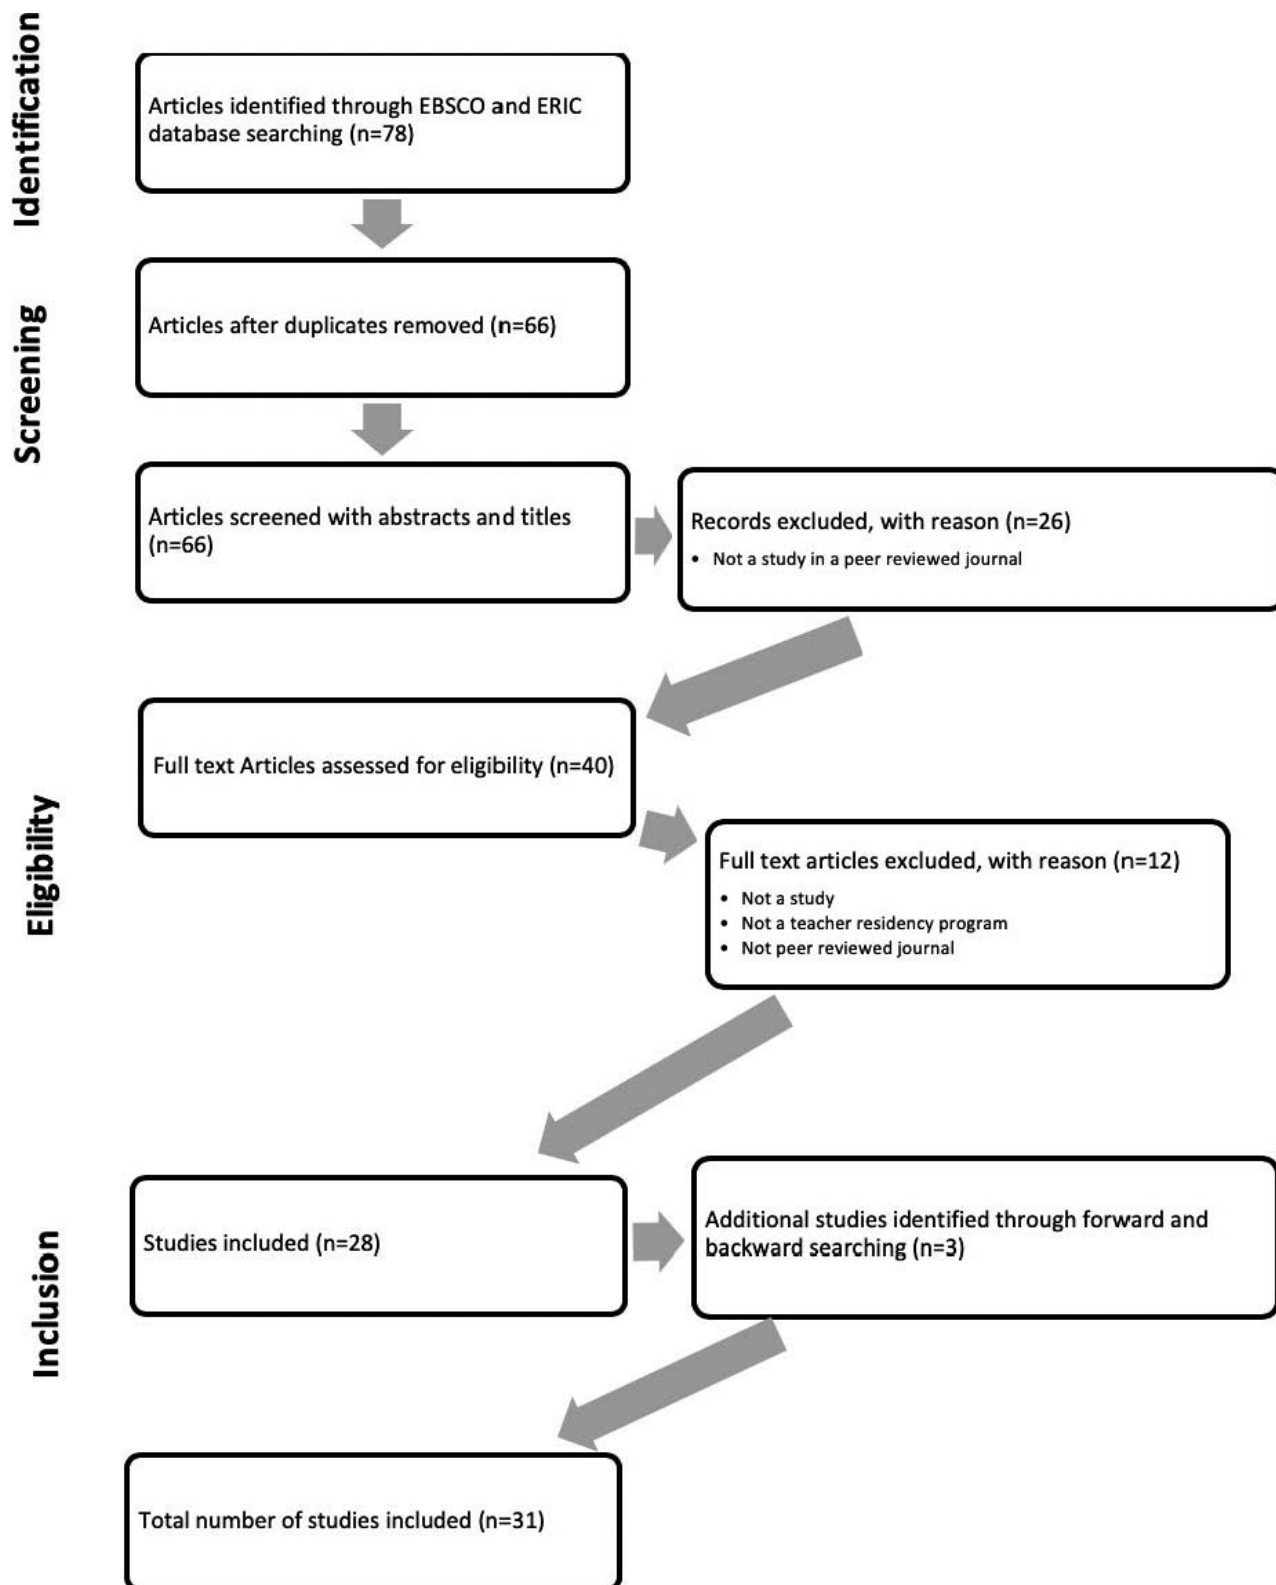 Identification
Articles identified through EBSCO and ERIC
database searching (n=78)
Screening
Articles after duplicates removed (n=66)
Articles screened with abstracts and titles
(n=66)
Records excluded, with reason (n=26)
• Not a study in a peer reviewed journal
Eligibility
Full text Articles assessed for eligibility (n=40)
Full text articles excluded, with reason (n=12)
• Not a study
• Not a teacher residency program
• Not peer reviewed journal
Inclusion
Studies included (n=28)
Additional studies identified through forward and
backward searching (n=3)
Total number of studies included (n=31)